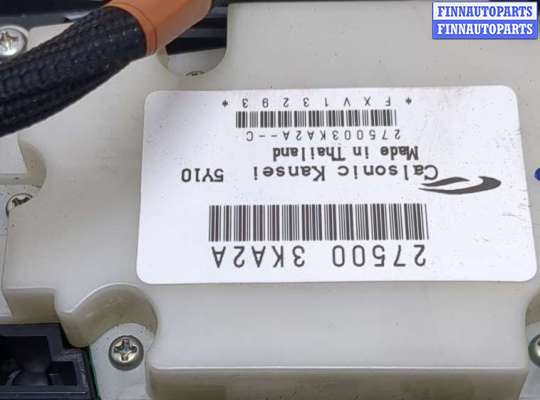 FINNAUTOPARTS
FINNAUTOPARTS
27500 3KA2A
Calsonic Kansei 5Y10
Made in Thailand
275003KA2A--C
* FXV13293 *